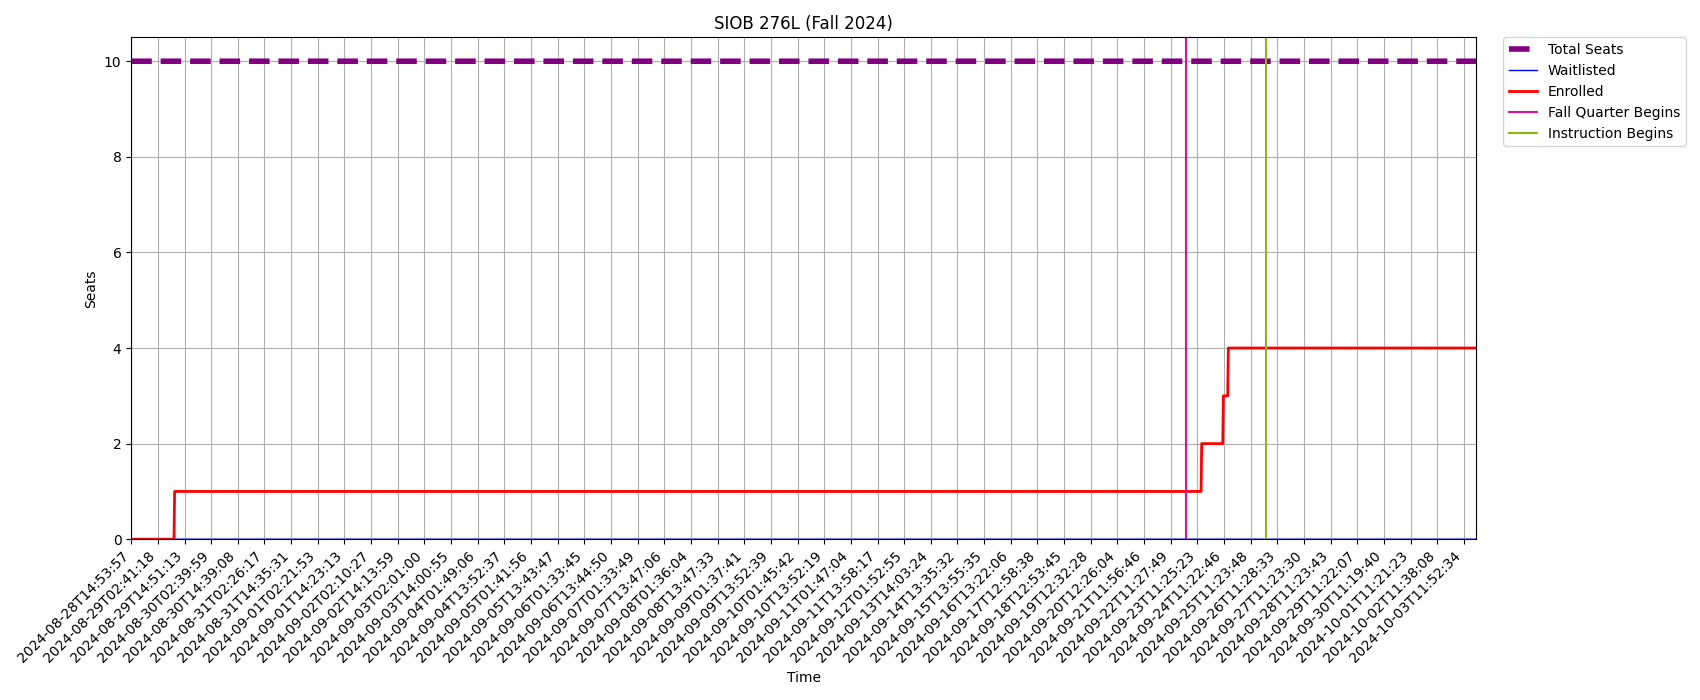 SIOB 276L (Fall 2024)
Total Seats
Waitlisted
Enrolled
Fall Quarter Begins
Instruction Begins
10
8
6
4
2
0
Seats
2024-08-28T14:53:57
2024-08-29T02:41:18
2024-08-29T14:51:13
2024-08-30T02:39:59
2024-08-30T14:39:08
2024-08-31T02:26:17
2024-08-31T14:35:31
2024-09-01T02:21:53
2024-09-01T14:23:13
2024-09-02T02:10:27
2024-09-02T14:13:59
2024-09-03T02:01:00
2024-09-03T14:00:55
2024-09-04T01:49:06
2024-09-04T13:52:37
2024-09-05T01:41:56
2024-09-05T13:43:47
2024-09-06T01:33:45
2024-09-06T13:44:50
2024-09-07T01:33:49
2024-09-07T13:47:06
2024-09-08T01:36:04
2024-09-08T13:47:33
2024-09-09T01:37:41
2024-09-09T13:52:39
2024-09-10T01:45:42
2024-09-10T13:52:19
2024-09-11T01:47:04
2024-09-11T13:58:17
2024-09-12T01:52:55
2024-09-13T14:03:24
2024-09-14T13:35:32
2024-09-15T13:55:35
2024-09-16T13:22:06
2024-09-17T12:58:38
2024-09-18T12:53:45
2024-09-19T12:32:28
2024-09-20T12:26:04
2024-09-21T11:56:46
2024-09-22T11:27:49
2024-09-23T11:25:23
2024-09-24T11:22:46
2024-09-25T11:23:48
2024-09-26T11:28:33
2024-09-27T11:23:30
2024-09-28T11:23:43
2024-09-29T11:22:07
2024-09-30T11:19:40
2024-10-01T11:21:23
2024-10-02T11:38:08
2024-10-03T11:52:34
Time